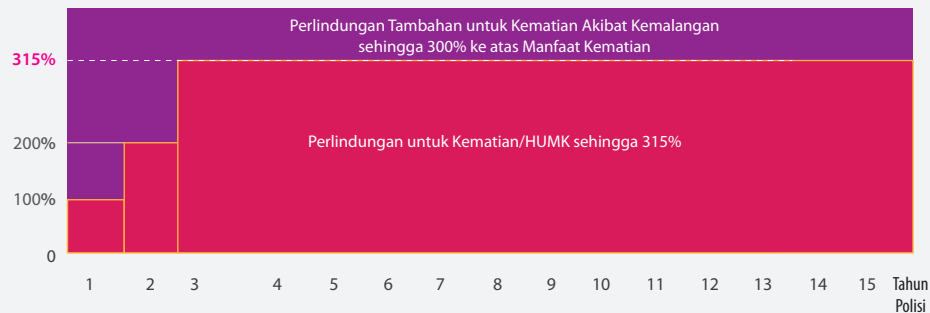 Perlindungan Tambahan untuk Kematian Akibat Kemalangan
sehingga 300% ke atas Manfaat Kematian
315%
200%
Perlindungan untuk Kematian/HUMK sehingga 315%
100%
0
1 2 3 4 5 6 7 8 9 10 11 12 13 14 15 Tahun
Polisi